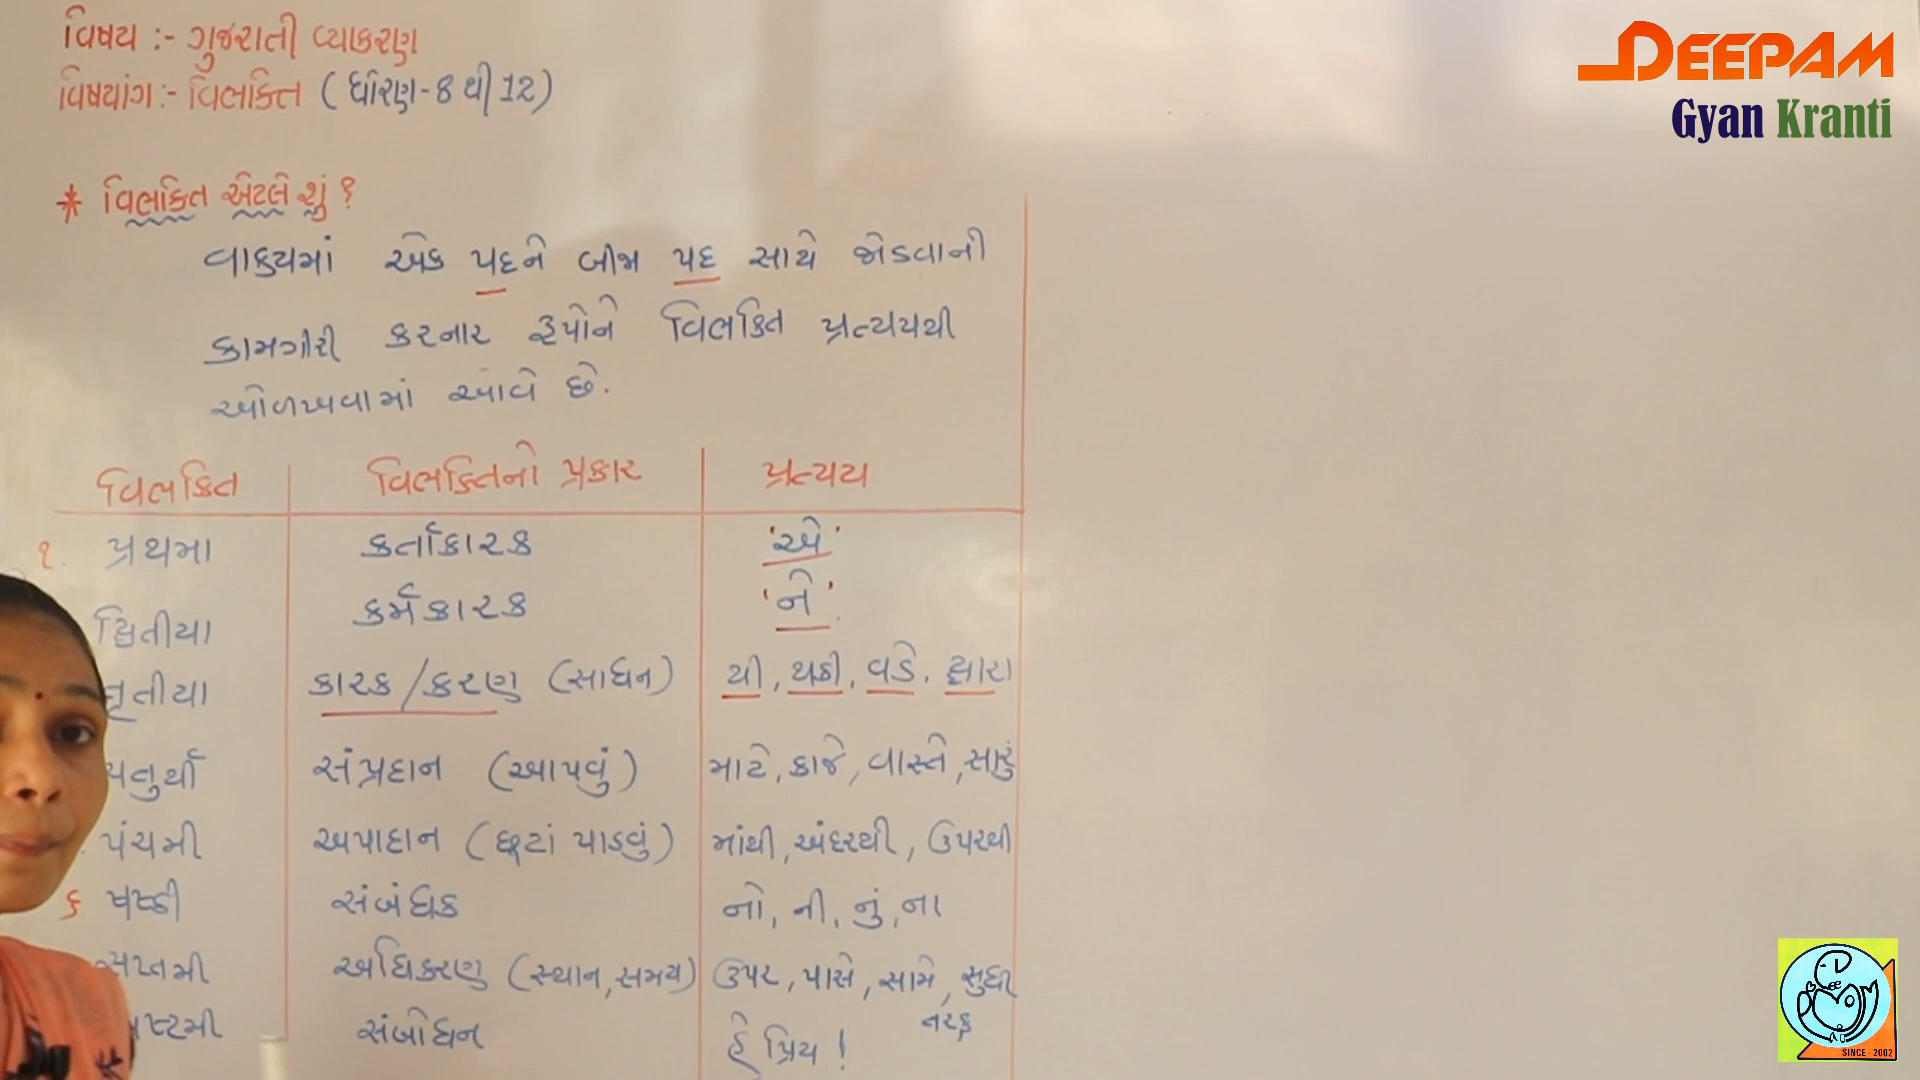 વિષય :- ગુજરાતી વ્યાકરણ
વિષયાંગ :- વિભક્તિ (ધોરણ-8 થી 12)
DEEPAM
Gyan Kranti
* વિભક્તિ એટલે શું ?
વાક્યમાં એક પદને બીજા પદ સાથે જોડવાની
કામગીરી કરનાર રૂપોને વિભક્તિ પ્રત્યયથી
ઓળખવામાં આવે છે.
વિભક્તિ વિભક્તિનો પ્રકાર પ્રત્યય
૧. પ્રથમા કર્તાકારક 'એ'
દ્વિતીયા કર્મકારક 'ને'
તૃતીયા કારક/કરણ (સાધન) થી, થકી, વડે, દ્વારા
ચતુર્થી સંપ્રદાન (આપવું) માટે, કાજે, વાસ્તે, સારું
પંચમી અપાદાન (છૂટાં પાડવું) માંથી, અંદરથી, ઉપરથી
૬ ષષ્ઠી સંબંધક નો, ની, નું, ના
સપ્તમી અધિકરણ (સ્થાન, સમય) ઉપર, પાસે, સામે, સુધી
તરફ
ષ્ટમી સંબોધન હે પ્રિય !
SINCE - 2002